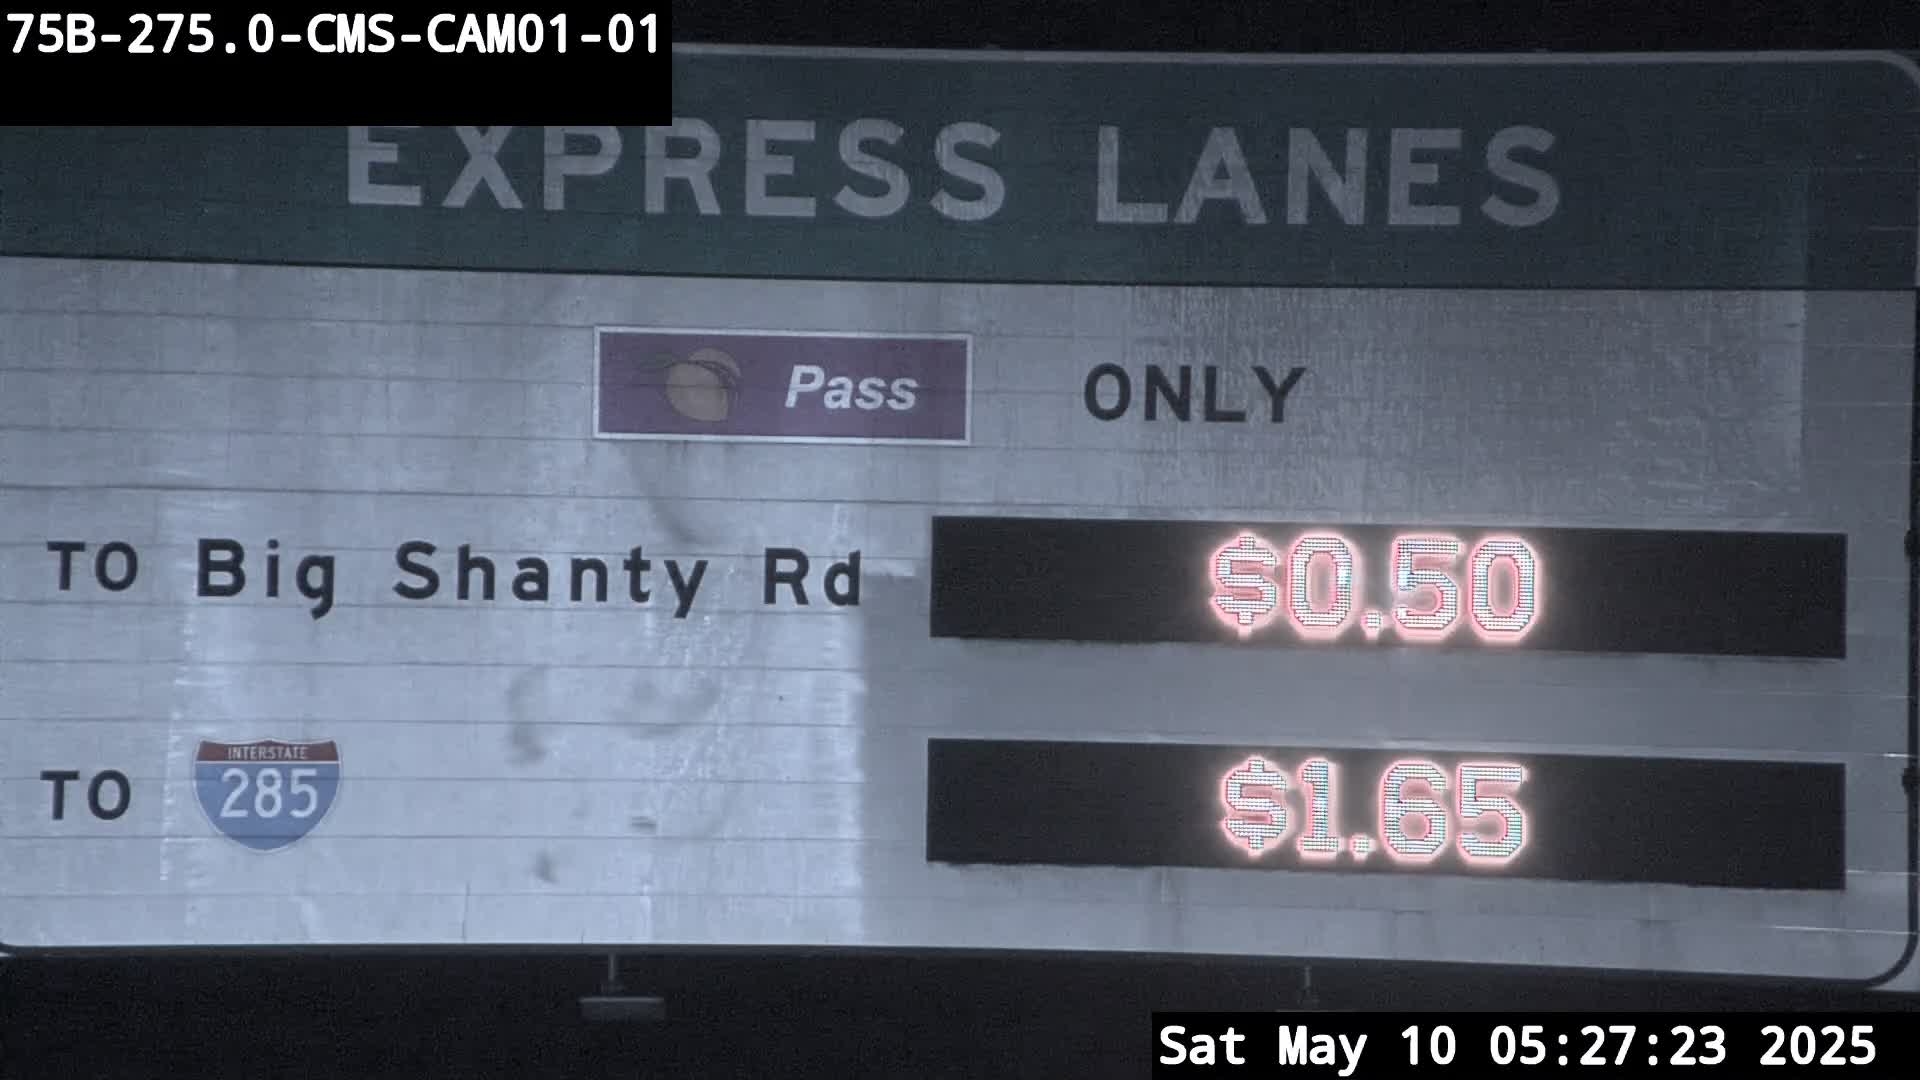 75B-275.0-CMS-CAM01-01
EXPRESS LANES
Pass ONLY
TO Big Shanty Rd $0.50
TO INTERSTATE 285 $1.65
Sat May 10 05:27:23 2025